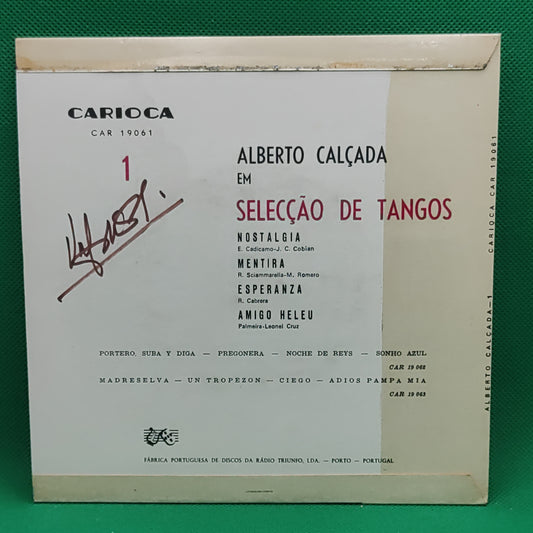 CARIOCA
CAR 19061
1
ALBERTO CALÇADA
EM
SELECÇÃO DE TANGOS
NOSTALGIA
E. Cadicamo-J. C. Cobian
MENTIRA
R. Sciammarella-M. Romero
ESPERANZA
R. Cabrera
AMIGO HELEU
Palmeira-Leonel Cruz
PORTERO, SUBA Y DIGA — PREGONERA — NOCHE DE REYS — SONHO AZUL
CAR 19 062
MADRESELVA — UN TROPEZON — CIEGO — ADIOS PAMPA MIA
CAR 19 063
FÁBRICA PORTUGUESA DE DISCOS DA RÁDIO TRIUNFO, LDA. — PORTO — PORTUGAL
ALBERTO CALÇADA—1 CARIOCA CAR 19061